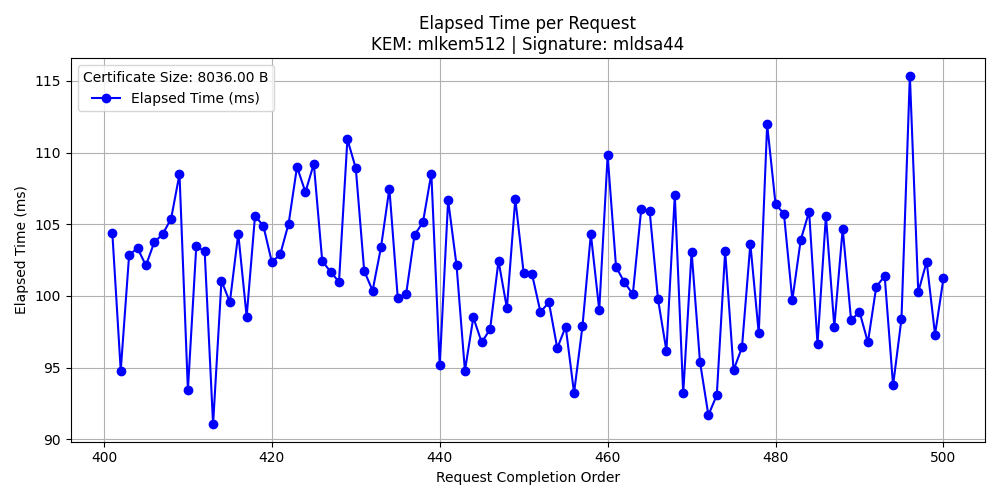 Elapsed Time per Request
KEM: mlkem512 | Signature: mldsa44
Certificate Size: 8036.00 B
Elapsed Time (ms)
115
110
105
100
95
90
Elapsed Time (ms)
400 420 440 460 480 500
Request Completion Order